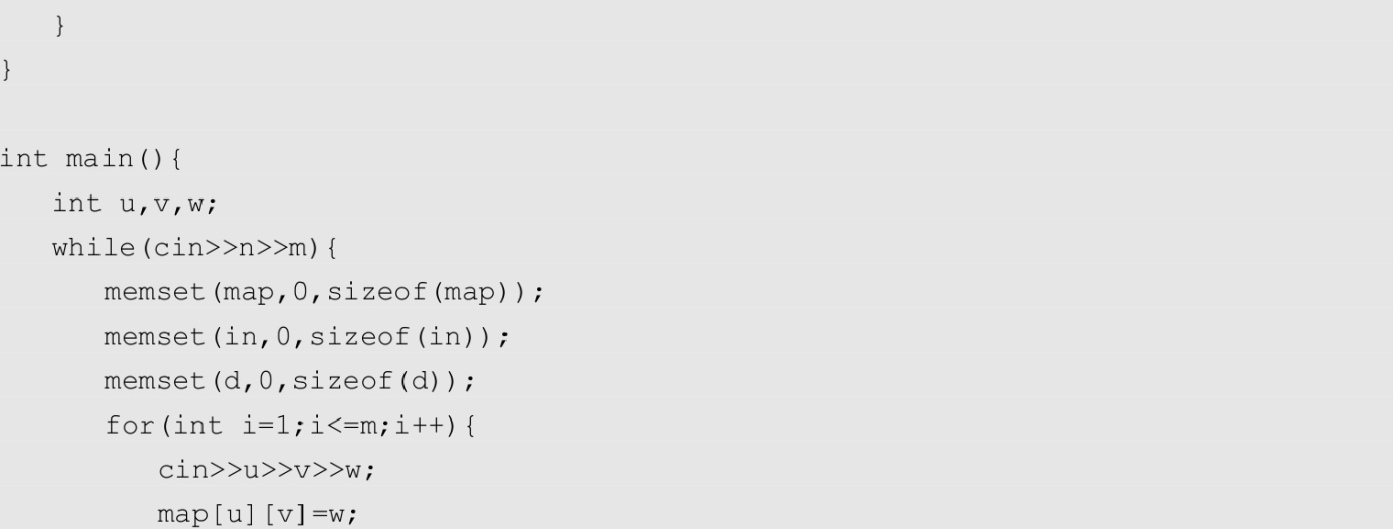 }
}
int main(){
int u,v,w;
while(cin>>n>>m){
memset(map,0,sizeof(map));
memset(in,0,sizeof(in));
memset(d,0,sizeof(d));
for(int i=1;i<=m;i++){
cin>>u>>v>>w;
map[u][v]=w;